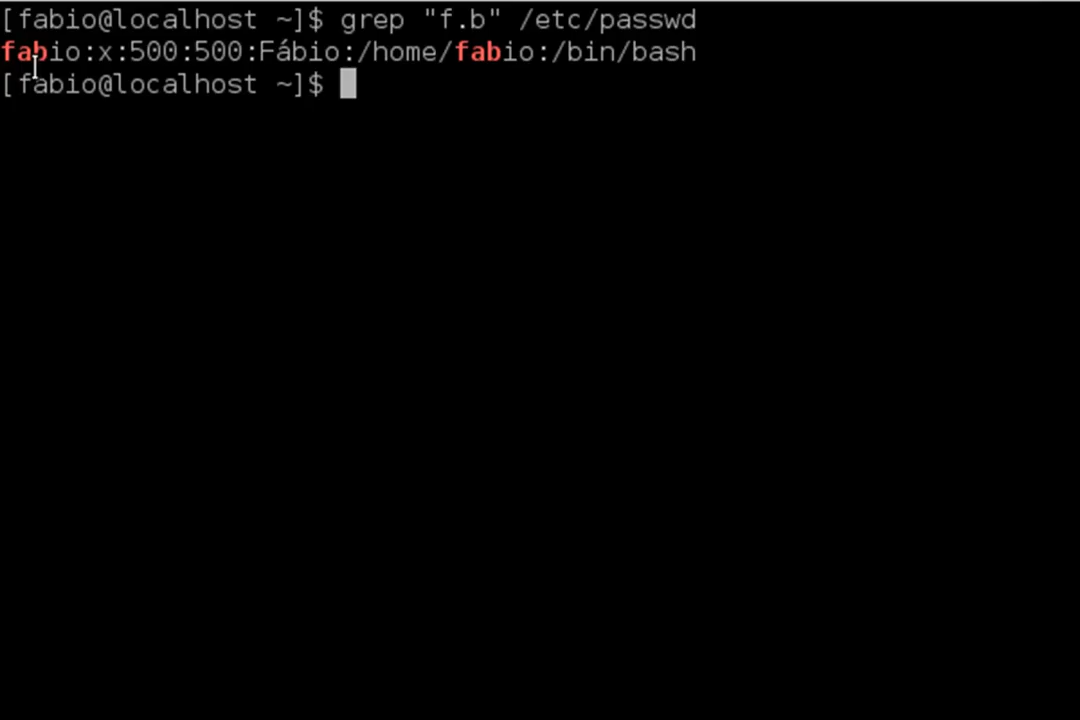 [fabio@localhost ~]$ grep "f.b" /etc/passwd
fabio:x:500:500:Fábio:/home/fabio:/bin/bash
[fabio@localhost ~]$